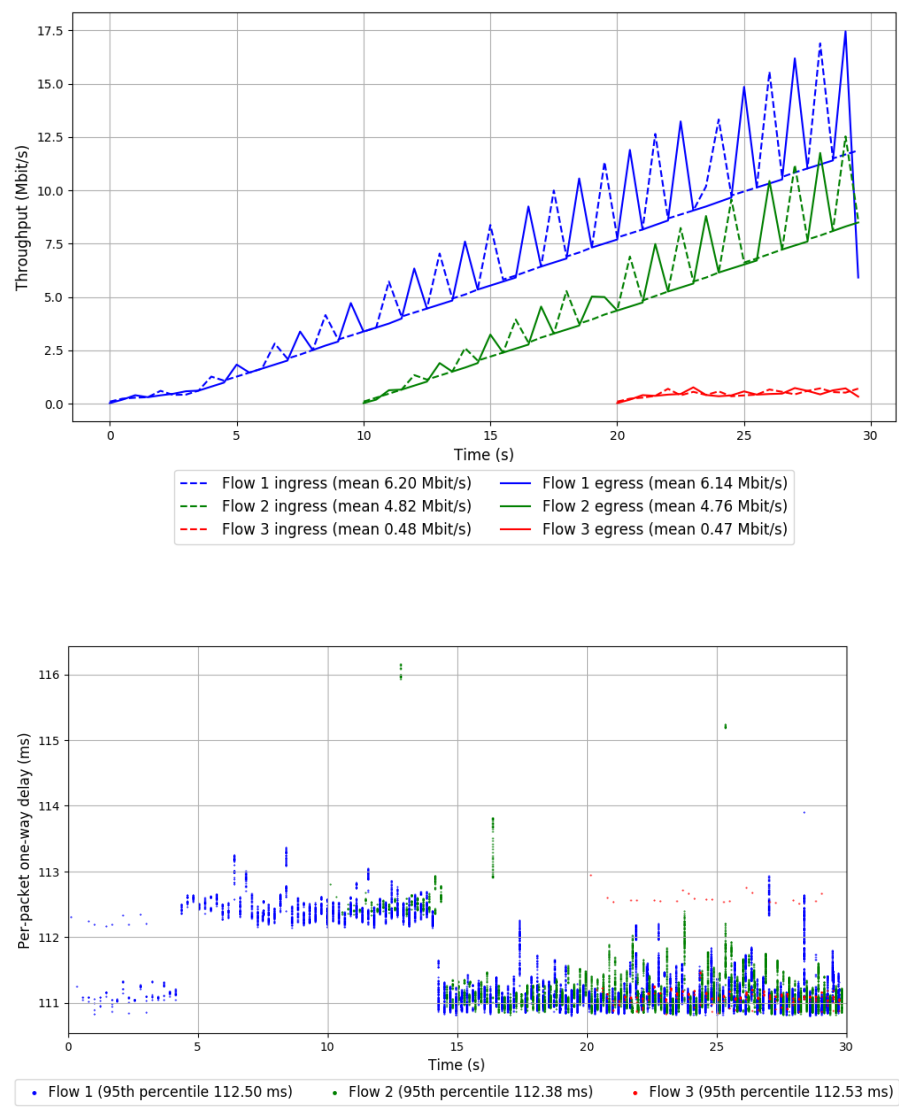 17.5
15.0
12.5
10.0
7.5
5.0
2.5
0.0
Throughput (Mbit/s)
0 5 10 15 20 25 30
Time (s)
Flow 1 ingress (mean 6.20 Mbit/s) Flow 1 egress (mean 6.14 Mbit/s)
Flow 2 ingress (mean 4.82 Mbit/s) Flow 2 egress (mean 4.76 Mbit/s)
Flow 3 ingress (mean 0.48 Mbit/s) Flow 3 egress (mean 0.47 Mbit/s)
116
115
114
113
112
111
Per-packet one-way delay (ms)
0 5 10 15 20 25 30
Time (s)
Flow 1 (95th percentile 112.50 ms) Flow 2 (95th percentile 112.38 ms) Flow 3 (95th percentile 112.53 ms)